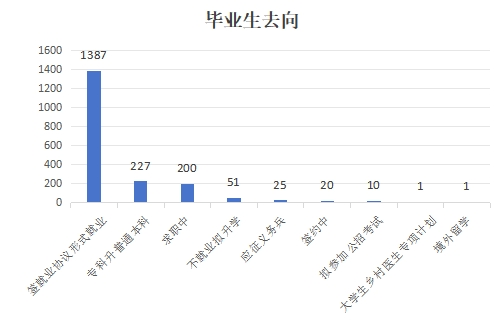 毕业生去向
1600
1400
1200
1000
800
600
400
200
0
1387
227
200
51
25
20
10
1
1
签就业协议形式就业
专科升普通本科
求职中
不就业拟升学
应征义务兵
签约中
拟参加公招考试
大学生乡村医生专项计划
境外留学